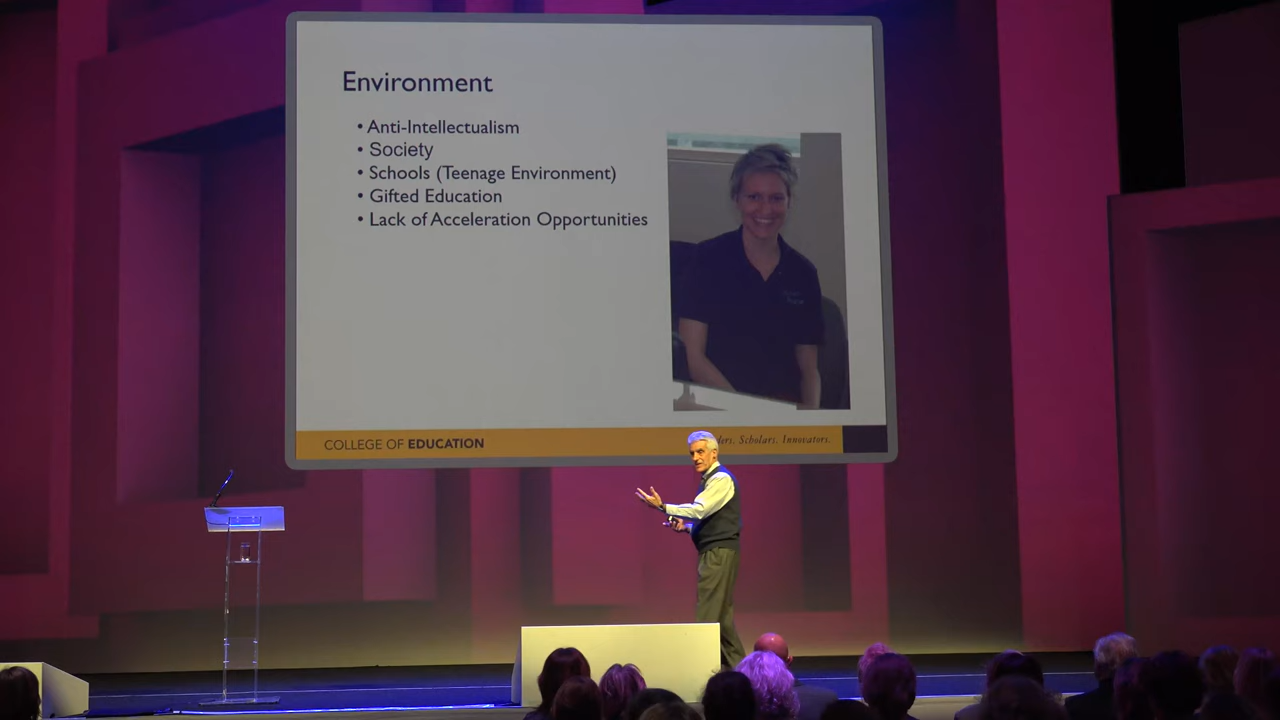 Environment
• Anti-Intellectualism
• Society
• Schools (Teenage Environment)
• Gifted Education
• Lack of Acceleration Opportunities
COLLEGE OF EDUCATION
Scholars. Innovators.